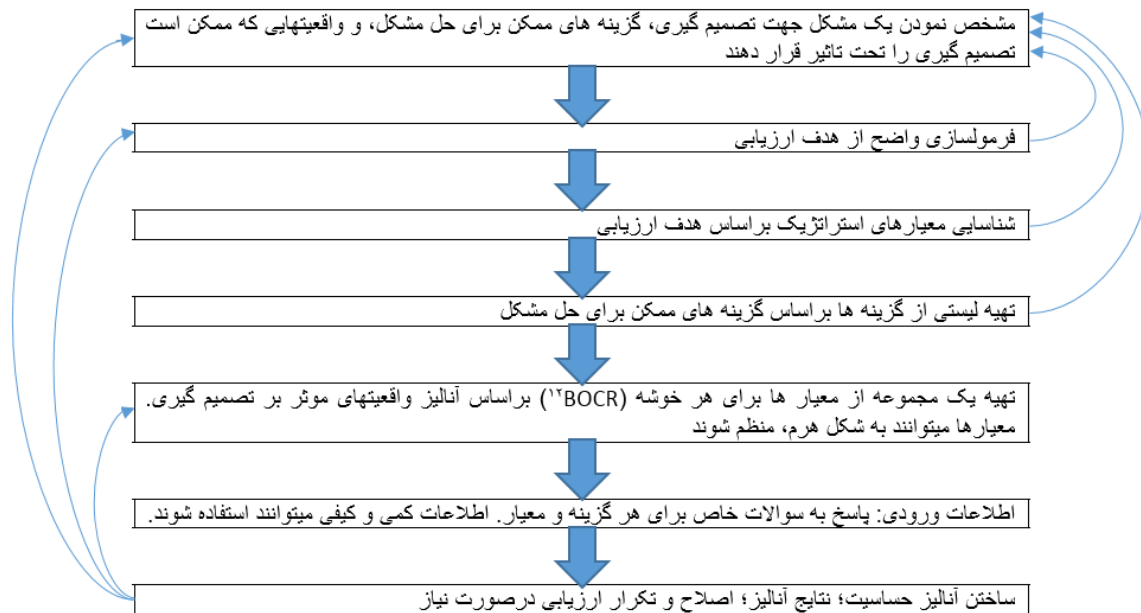 مشخص نمودن یک مشکل جهت تصمیم گیری، گزینه های ممکن برای حل مشکل، و واقعیتهایی که ممکن است
تصمیم گیری را تحت تاثیر قرار دهند
فرمولسازی واضح از هدف ارزیابی
شناسایی معیارهای استراتژیک براساس هدف ارزیابی
تهیه لیستی از گزینه ها براساس گزینه های ممکن برای حل مشکل
تهیه یک مجموعه از معیار ها برای هر خوشه (BOCR۱۲) براساس آنالیز واقعیتهای موثر بر تصمیم گیری.
معیارها میتوانند به شکل هرم، منظم شوند
اطلاعات ورودی: پاسخ به سوالات خاص برای هر گزینه و معیار. اطلاعات کمی و کیفی میتوانند استفاده شوند.
ساختن آنالیز حساسیت؛ نتایج آنالیز؛ اصلاح و تکرار ارزیابی درصورت نیاز